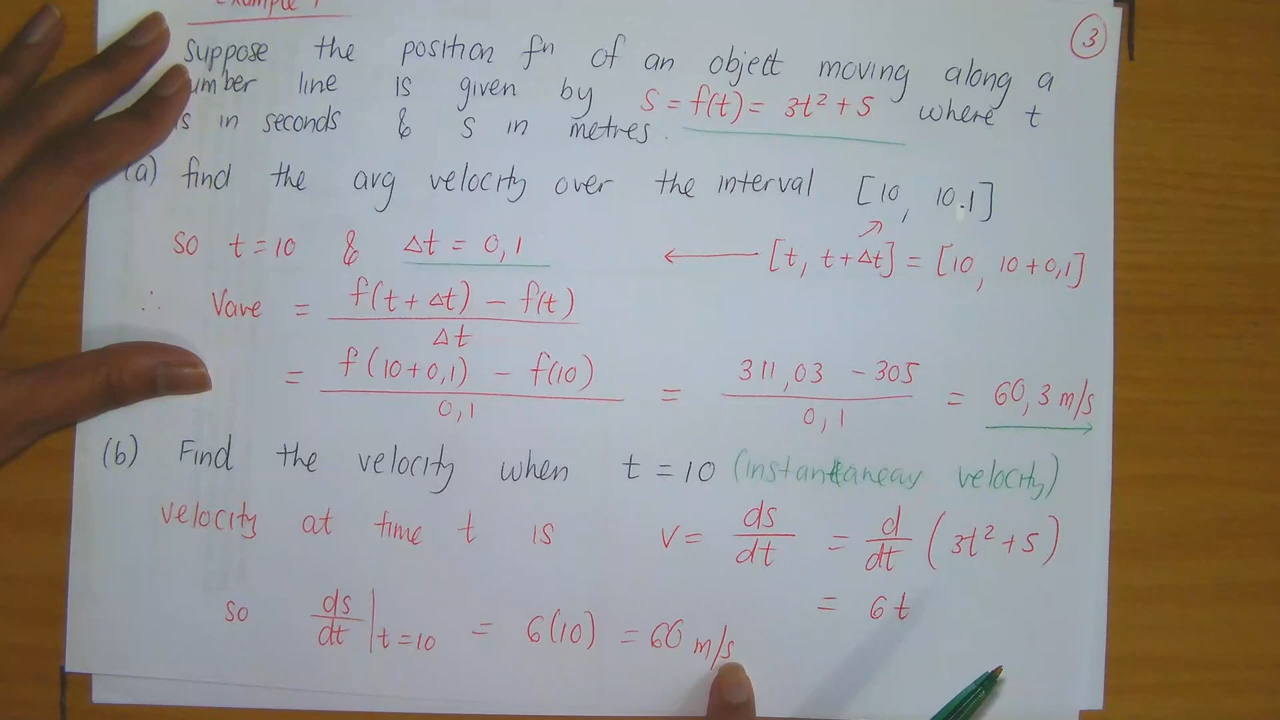 Example 1
3
Suppose the position fn of an object moving along a
umber line is given by s = f(t) = 3t² + 5 where t
s in seconds & s in metres.
(a) find the avg velocity over the interval [10, 10.1]
so t = 10 & Δt = 0,1 ← [t, t+Δt] = [10, 10+0,1]
∴ Vave = f(t+Δt) − f(t) / Δt
= f(10+0,1) − f(10) / 0,1 = 311,03 − 305 / 0,1 = 60,3 m/s
(b) Find the velocity when t = 10 (instantaneay velocity)
velocity at time t is v = ds/dt = d/dt (3t² + 5)
= 6t
so ds/dt | t=10 = 6(10) = 60 m/s